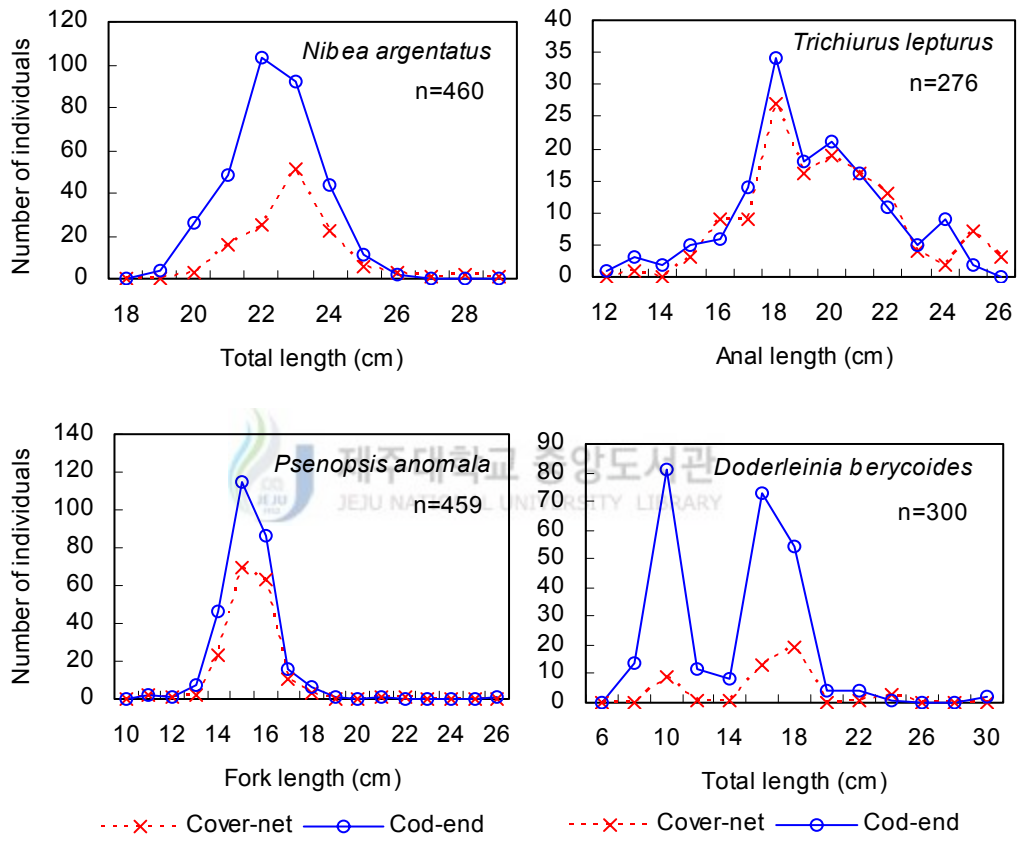 Number of individuals
120
100
80
60
40
20
0
Nibea argentatus
n=460
18 20 22 24 26 28
Total length (cm)
40
35
30
25
20
15
10
5
0
Trichiurus lepturus
n=276
12 14 16 18 20 22 24 26
Anal length (cm)
Number of individuals
140
120
100
80
60
40
20
0
Psenopsis anomala
n=459
10 12 14 16 18 20 22 24 26
Fork length (cm)
90
80
70
60
50
40
30
20
10
0
Doderleinia berycoides
n=300
6 10 14 18 22 26 30
Total length (cm)
JEJU
1952
제주대학교 중앙도서관
JEJU NATIONAL UNIVERSITY LIBRARY
Cover-net Cod-end
Cover-net Cod-end